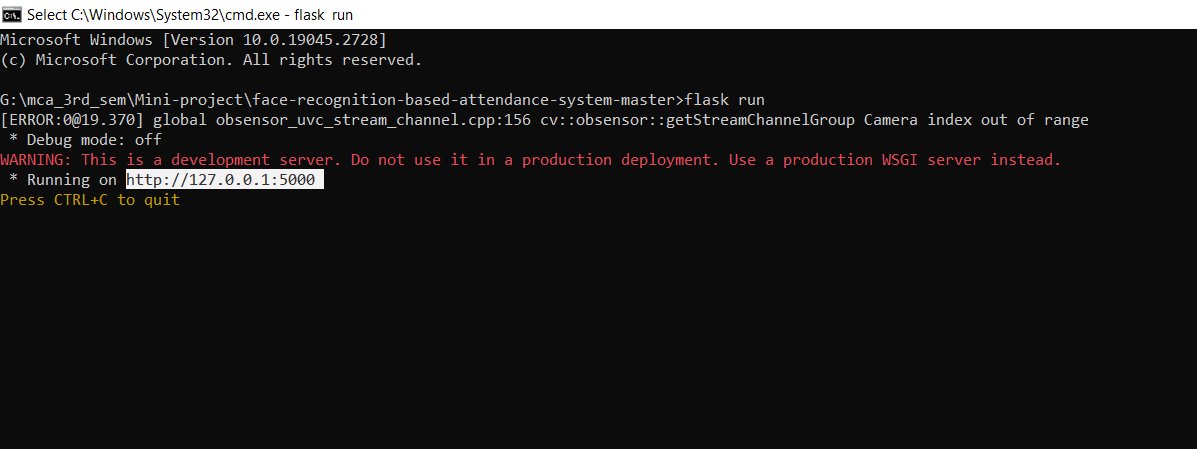 Select C:\Windows\System32\cmd.exe - flask  run
Microsoft Windows [Version 10.0.19045.2728]
(c) Microsoft Corporation. All rights reserved.
G:\mca_3rd_sem\Mini-project\face-recognition-based-attendance-system-master>flask run
[ERROR:0@19.370] global obsensor_uvc_stream_channel.cpp:156 cv::obsensor::getStreamChannelGroup Camera index out of range
 * Debug mode: off
WARNING: This is a development server. Do not use it in a production deployment. Use a production WSGI server instead.
 * Running on http://127.0.0.1:5000
Press CTRL+C to quit